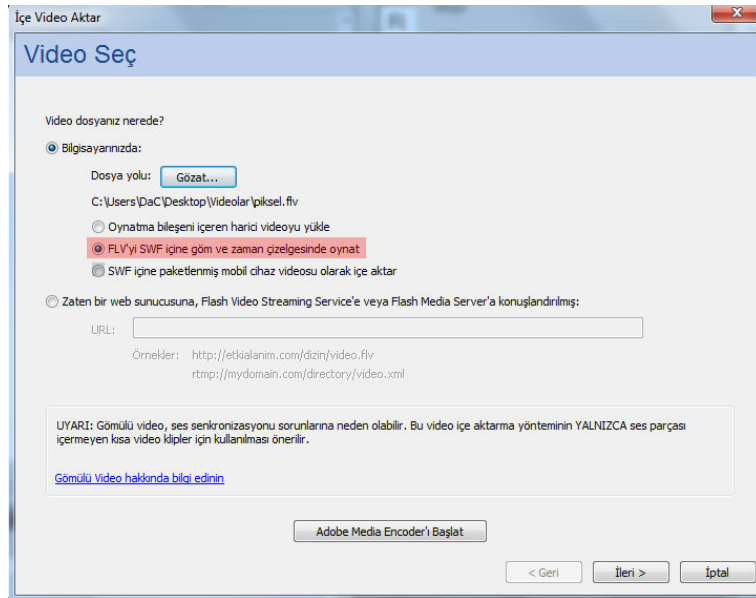 İçe Video Aktar
Video Seç
Video dosyanız nerede?
Bilgisayarınızda:
Dosya yolu: Gözat...
C:\Users\DaC\Desktop\Videolar\piksel.flv
Oynatma bileşeni içeren harici videoyu yükle
FLV'yi SWF içine göm ve zaman çizelgesinde oynat
SWF içine paketlenmiş mobil cihaz videosu olarak içe aktar
Zaten bir web sunucusuna, Flash Video Streaming Service'e veya Flash Media Server'a konuşlandırılmış:
URL:
Örnekler: http://etkialanim.com/dizin/video.flv
rtmp://mydomain.com/directory/video.xml
UYARI: Gömülü video, ses senkronizasyonu sorunlarına neden olabilir. Bu video içe aktarma yönteminin YALNIZCA ses parçası
içermeyen kısa video klipler için kullanılması önerilir.
Gömülü Video hakkında bilgi edinin
Adobe Media Encoder'ı Başlat
< Geri İleri > İptal